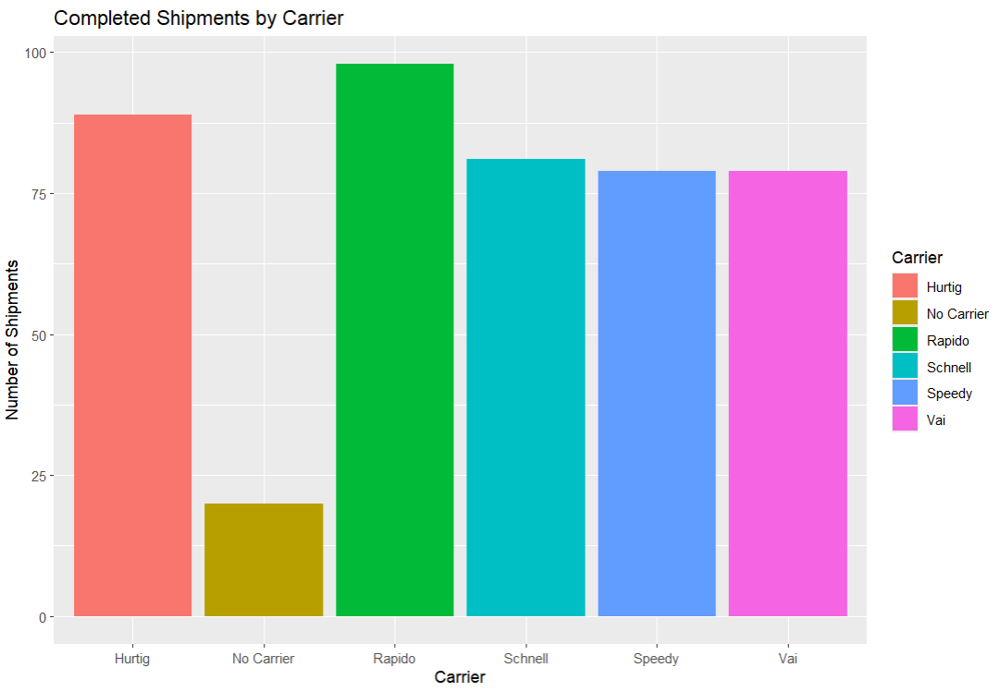 Completed Shipments by Carrier
Number of Shipments
100
75
50
25
0
Hurtig No Carrier Rapido Schnell Speedy Vai
Carrier
Carrier
Hurtig
No Carrier
Rapido
Schnell
Speedy
Vai